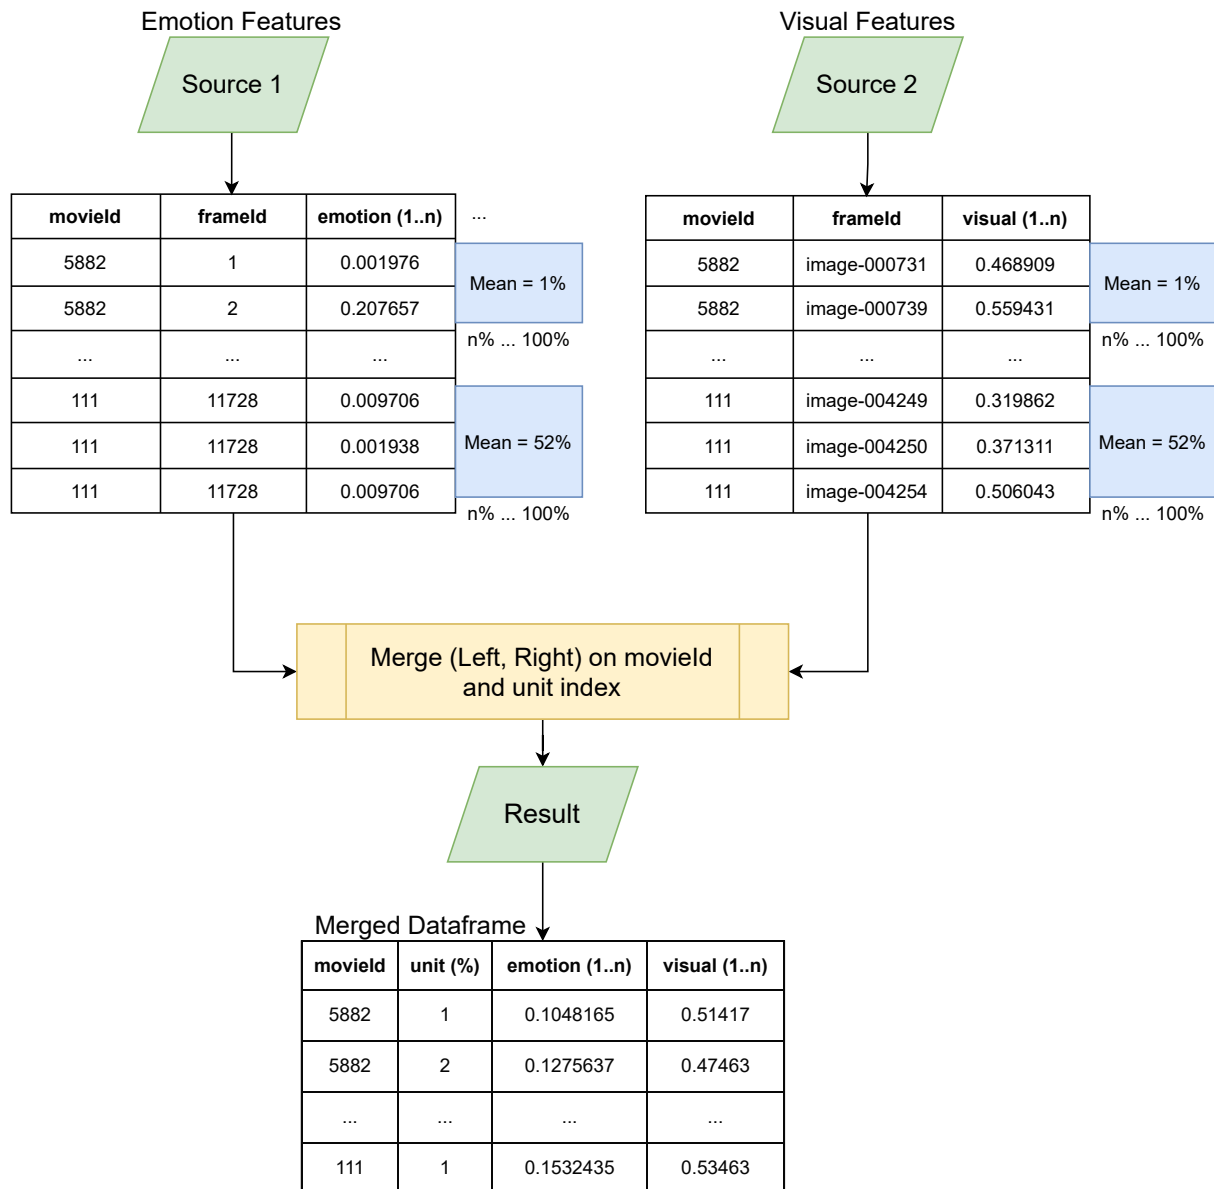 Emotion Features
Source 1
movieId frameId emotion (1..n) ...
5882 1 0.001976
5882 2 0.207657
Mean = 1%
n% ... 100%
... ... ...
111 11728 0.009706
111 11728 0.001938
111 11728 0.009706
Mean = 52%
n% ... 100%
Visual Features
Source 2
movieId frameId visual (1..n)
5882 image-000731 0.468909
5882 image-000739 0.559431
Mean = 1%
n% ... 100%
... ... ...
111 image-004249 0.319862
111 image-004250 0.371311
111 image-004254 0.506043
Mean = 52%
n% ... 100%
Merge (Left, Right) on movieId
and unit index
Result
Merged Dataframe
movieId unit (%) emotion (1..n) visual (1..n)
5882 1 0.1048165 0.51417
5882 2 0.1275637 0.47463
... ... ... ...
111 1 0.1532435 0.53463